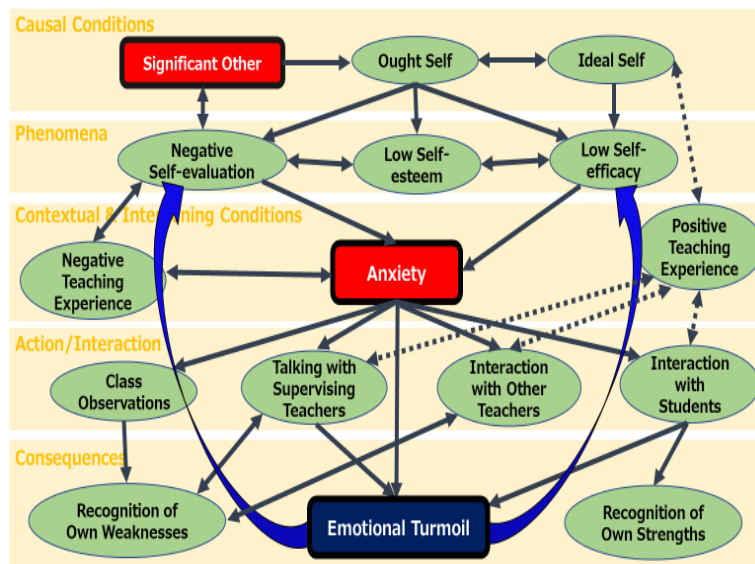 Causal Conditions
Significant Other
Ought Self
Ideal Self
Phenomena
Negative
Self-evaluation
Low Self-
esteem
Low Self-
efficacy
Contextual & Intervening Conditions
Negative
Teaching
Experience
Anxiety
Positive
Teaching
Experience
Action/Interaction
Class
Observations
Talking with
Supervising
Teachers
Interaction
with Other
Teachers
Interaction
with
Students
Consequences
Recognition of
Own Weaknesses
Emotional Turmoil
Recognition of
Own Strengths